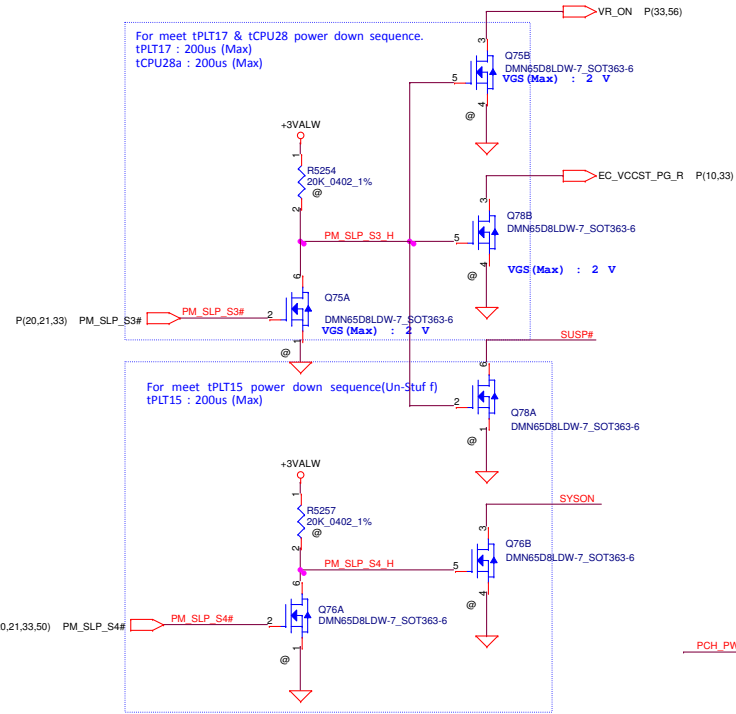 VR_ON P(33,56)
For meet tPLT17 & tCPU28 power down sequence.
tPLT17 : 200us (Max)
tCPU28a : 200us (Max)
3
Q75B
DMN65D8LDW-7_SOT363-6
VGS(Max) : 2 V
5
4
@
+3VALW
1
R5254
20K_0402_1%
@
2
EC_VCCST_PG_R P(10,33)
3
Q78B
DMN65D8LDW-7_SOT363-6
PM_SLP_S3_H
5
4
@
VGS(Max) : 2 V
6
Q75A
P(20,21,33) PM_SLP_S3#
PM_SLP_S3#
2
DMN65D8LDW-7_SOT363-6
VGS(Max) : 2 V
1
@
SUSP#
6
For meet tPLT15 power down sequence(Un-Stuf f)
tPLT15 : 200us (Max)
2
Q78A
DMN65D8LDW-7_SOT363-6
1
@
+3VALW
1
R5257
20K_0402_1%
@
2
SYSON
3
Q76B
DMN65D8LDW-7_SOT363-6
PM_SLP_S4_H
5
4
@
6
Q76A
0,21,33,50) PM_SLP_S4#
PM_SLP_S4#
2
DMN65D8LDW-7_SOT363-6
1
@
PCH_PW